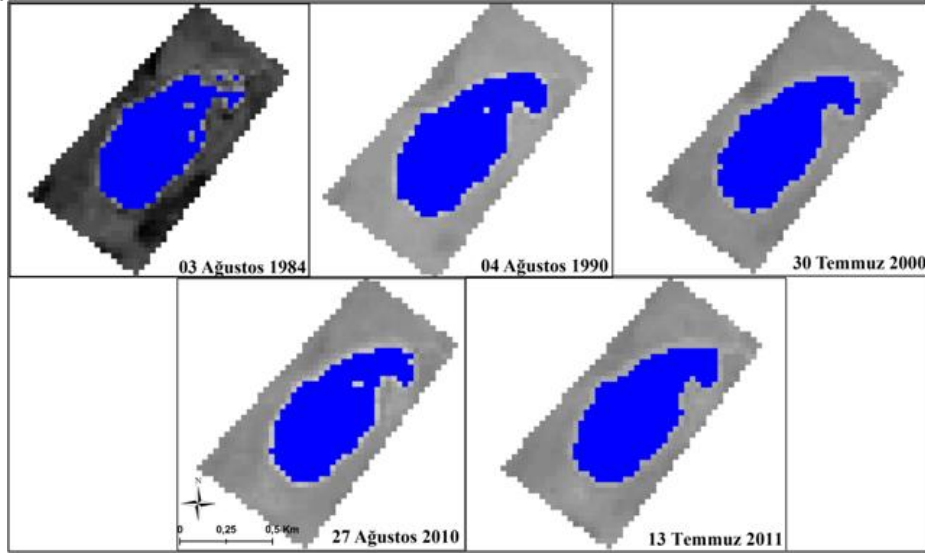 03 Ağustos 1984
04 Ağustos 1990
30 Temmuz 2000
N
0 0,25 0,5 Km
27 Ağustos 2010
13 Temmuz 2011